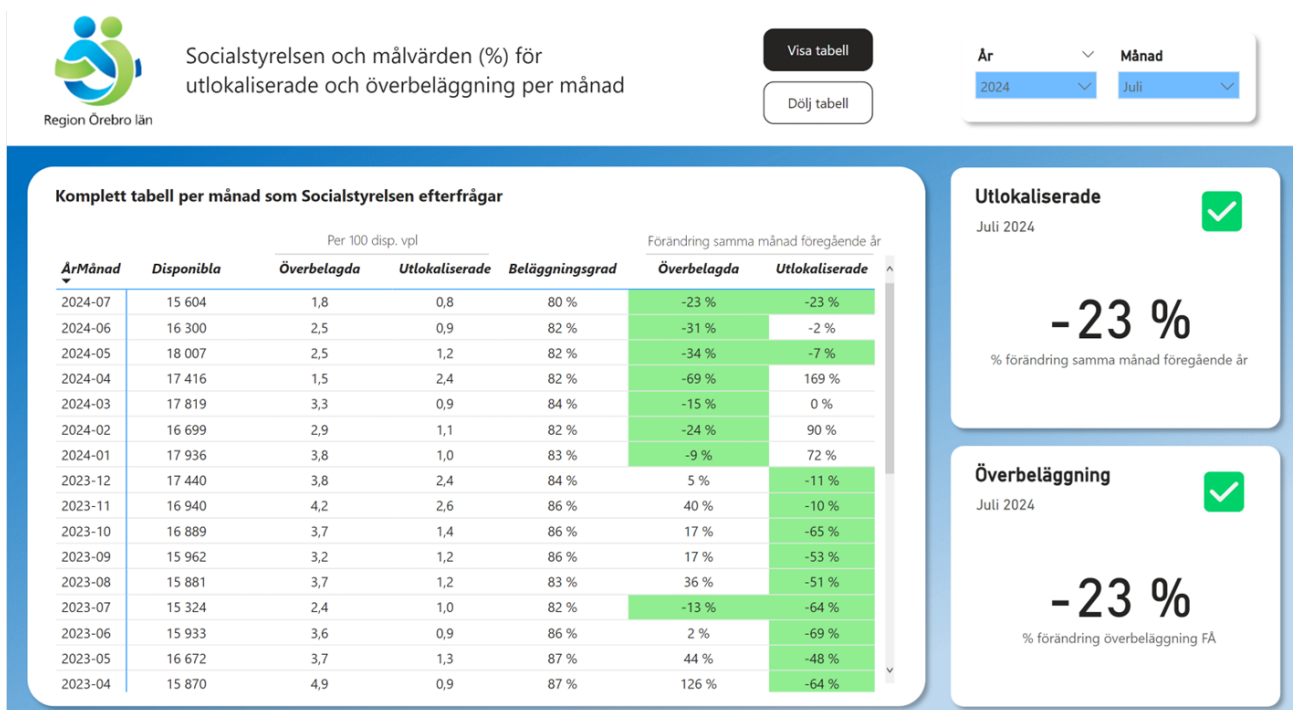 Region Örebro län
Socialstyrelsen och målvärden (%) för
utlokaliserade och överbeläggning per månad
Visa tabell
Dölj tabell
År Månad
2024 Juli
Komplett tabell per månad som Socialstyrelsen efterfrågar
Per 100 disp. vpl Förändring samma månad föregående år
ÅrMånad Disponibla Överbelagda Utlokaliserade Beläggningsgrad Överbelagda Utlokaliserade
2024-07 15 604 1,8 0,8 80 % -23 % -23 %
2024-06 16 300 2,5 0,9 82 % -31 % -2 %
2024-05 18 007 2,5 1,2 82 % -34 % -7 %
2024-04 17 416 1,5 2,4 82 % -69 % 169 %
2024-03 17 819 3,3 0,9 84 % -15 % 0 %
2024-02 16 699 2,9 1,1 82 % -24 % 90 %
2024-01 17 936 3,8 1,0 83 % -9 % 72 %
2023-12 17 440 3,8 2,4 84 % 5 % -11 %
2023-11 16 940 4,2 2,6 86 % 40 % -10 %
2023-10 16 889 3,7 1,4 86 % 17 % -65 %
2023-09 15 962 3,2 1,2 86 % 17 % -53 %
2023-08 15 881 3,7 1,2 83 % 36 % -51 %
2023-07 15 324 2,4 1,0 82 % -13 % -64 %
2023-06 15 933 3,6 0,9 86 % 2 % -69 %
2023-05 16 672 3,7 1,3 87 % 44 % -48 %
2023-04 15 870 4,9 0,9 87 % 126 % -64 %
Utlokaliserade
Juli 2024
-23 %
% förändring samma månad föregående år
Överbeläggning
Juli 2024
-23 %
% förändring överbeläggning FÅ